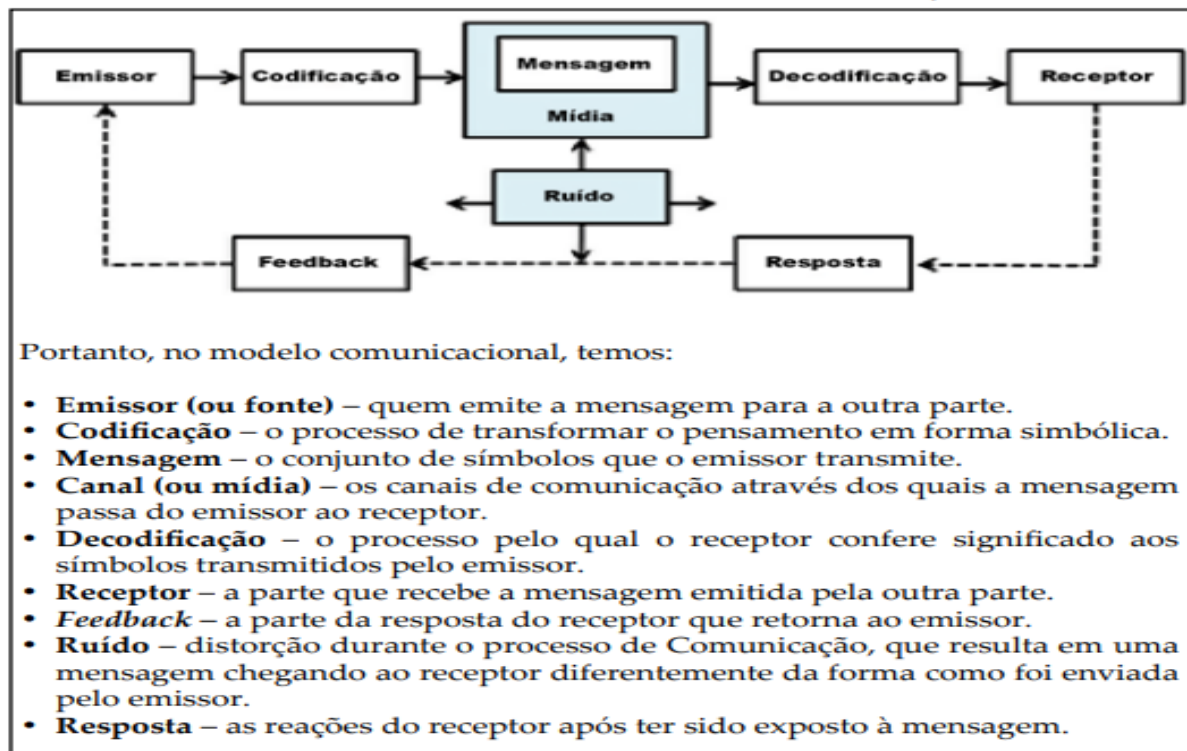 Emissor
Codificação
Mensagem
Mídia
Decodificação
Receptor
Ruído
Feedback
Resposta
Portanto, no modelo comunicacional, temos:
• Emissor (ou fonte) – quem emite a mensagem para a outra parte.
• Codificação – o processo de transformar o pensamento em forma simbólica.
• Mensagem – o conjunto de símbolos que o emissor transmite.
• Canal (ou mídia) – os canais de comunicação através dos quais a mensagem
passa do emissor ao receptor.
• Decodificação – o processo pelo qual o receptor confere significado aos
símbolos transmitidos pelo emissor.
• Receptor – a parte que recebe a mensagem emitida pela outra parte.
• Feedback – a parte da resposta do receptor que retorna ao emissor.
• Ruído – distorção durante o processo de Comunicação, que resulta em uma
mensagem chegando ao receptor diferentemente da forma como foi enviada
pelo emissor.
• Resposta – as reações do receptor após ter sido exposto à mensagem.